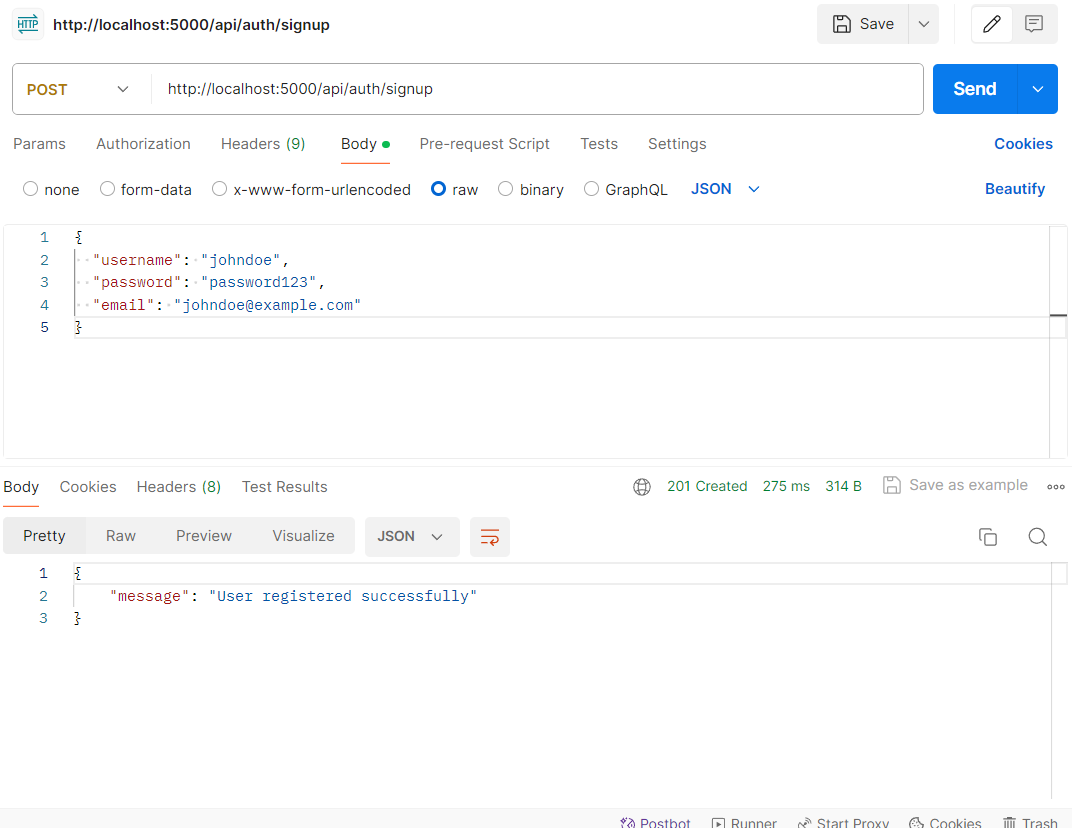 HTTP http://localhost:5000/api/auth/signup Save
POST http://localhost:5000/api/auth/signup Send
Params Authorization Headers (9) Body Pre-request Script Tests Settings Cookies
none form-data x-www-form-urlencoded raw binary GraphQL JSON Beautify
1 {
2 "username": "johndoe",
3 "password": "password123",
4 "email": "johndoe@example.com"
5 }
Body Cookies Headers (8) Test Results 201 Created 275 ms 314 B Save as example
Pretty Raw Preview Visualize JSON
1 {
2 "message": "User registered successfully"
3 }
Postbot Runner Start Proxy Cookies Trash